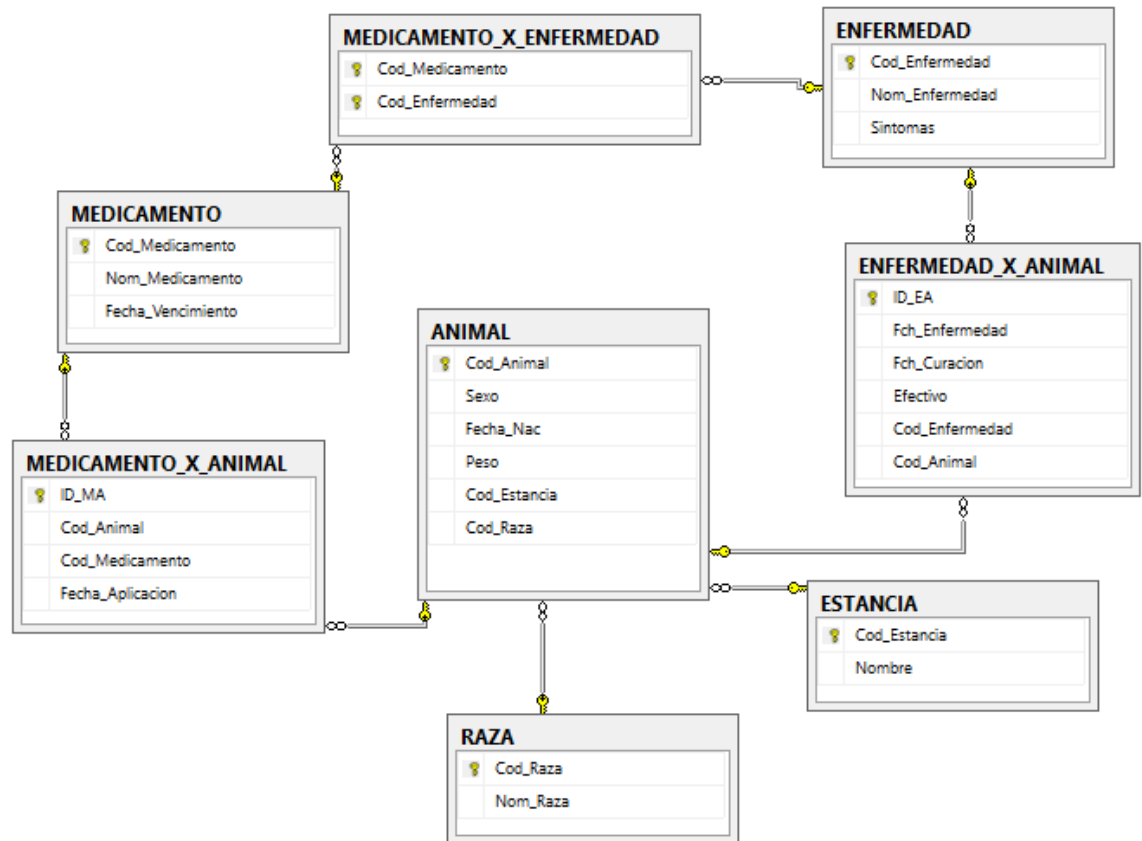 MEDICAMENTO_X_ENFERMEDAD
Cod_Medicamento
Cod_Enfermedad
ENFERMEDAD
Cod_Enfermedad
Nom_Enfermedad
Sintomas
MEDICAMENTO
Cod_Medicamento
Nom_Medicamento
Fecha_Vencimiento
ENFERMEDAD_X_ANIMAL
ID_EA
Fch_Enfermedad
Fch_Curacion
Efectivo
Cod_Enfermedad
Cod_Animal
ANIMAL
Cod_Animal
Sexo
Fecha_Nac
Peso
Cod_Estancia
Cod_Raza
MEDICAMENTO_X_ANIMAL
ID_MA
Cod_Animal
Cod_Medicamento
Fecha_Aplicacion
ESTANCIA
Cod_Estancia
Nombre
RAZA
Cod_Raza
Nom_Raza